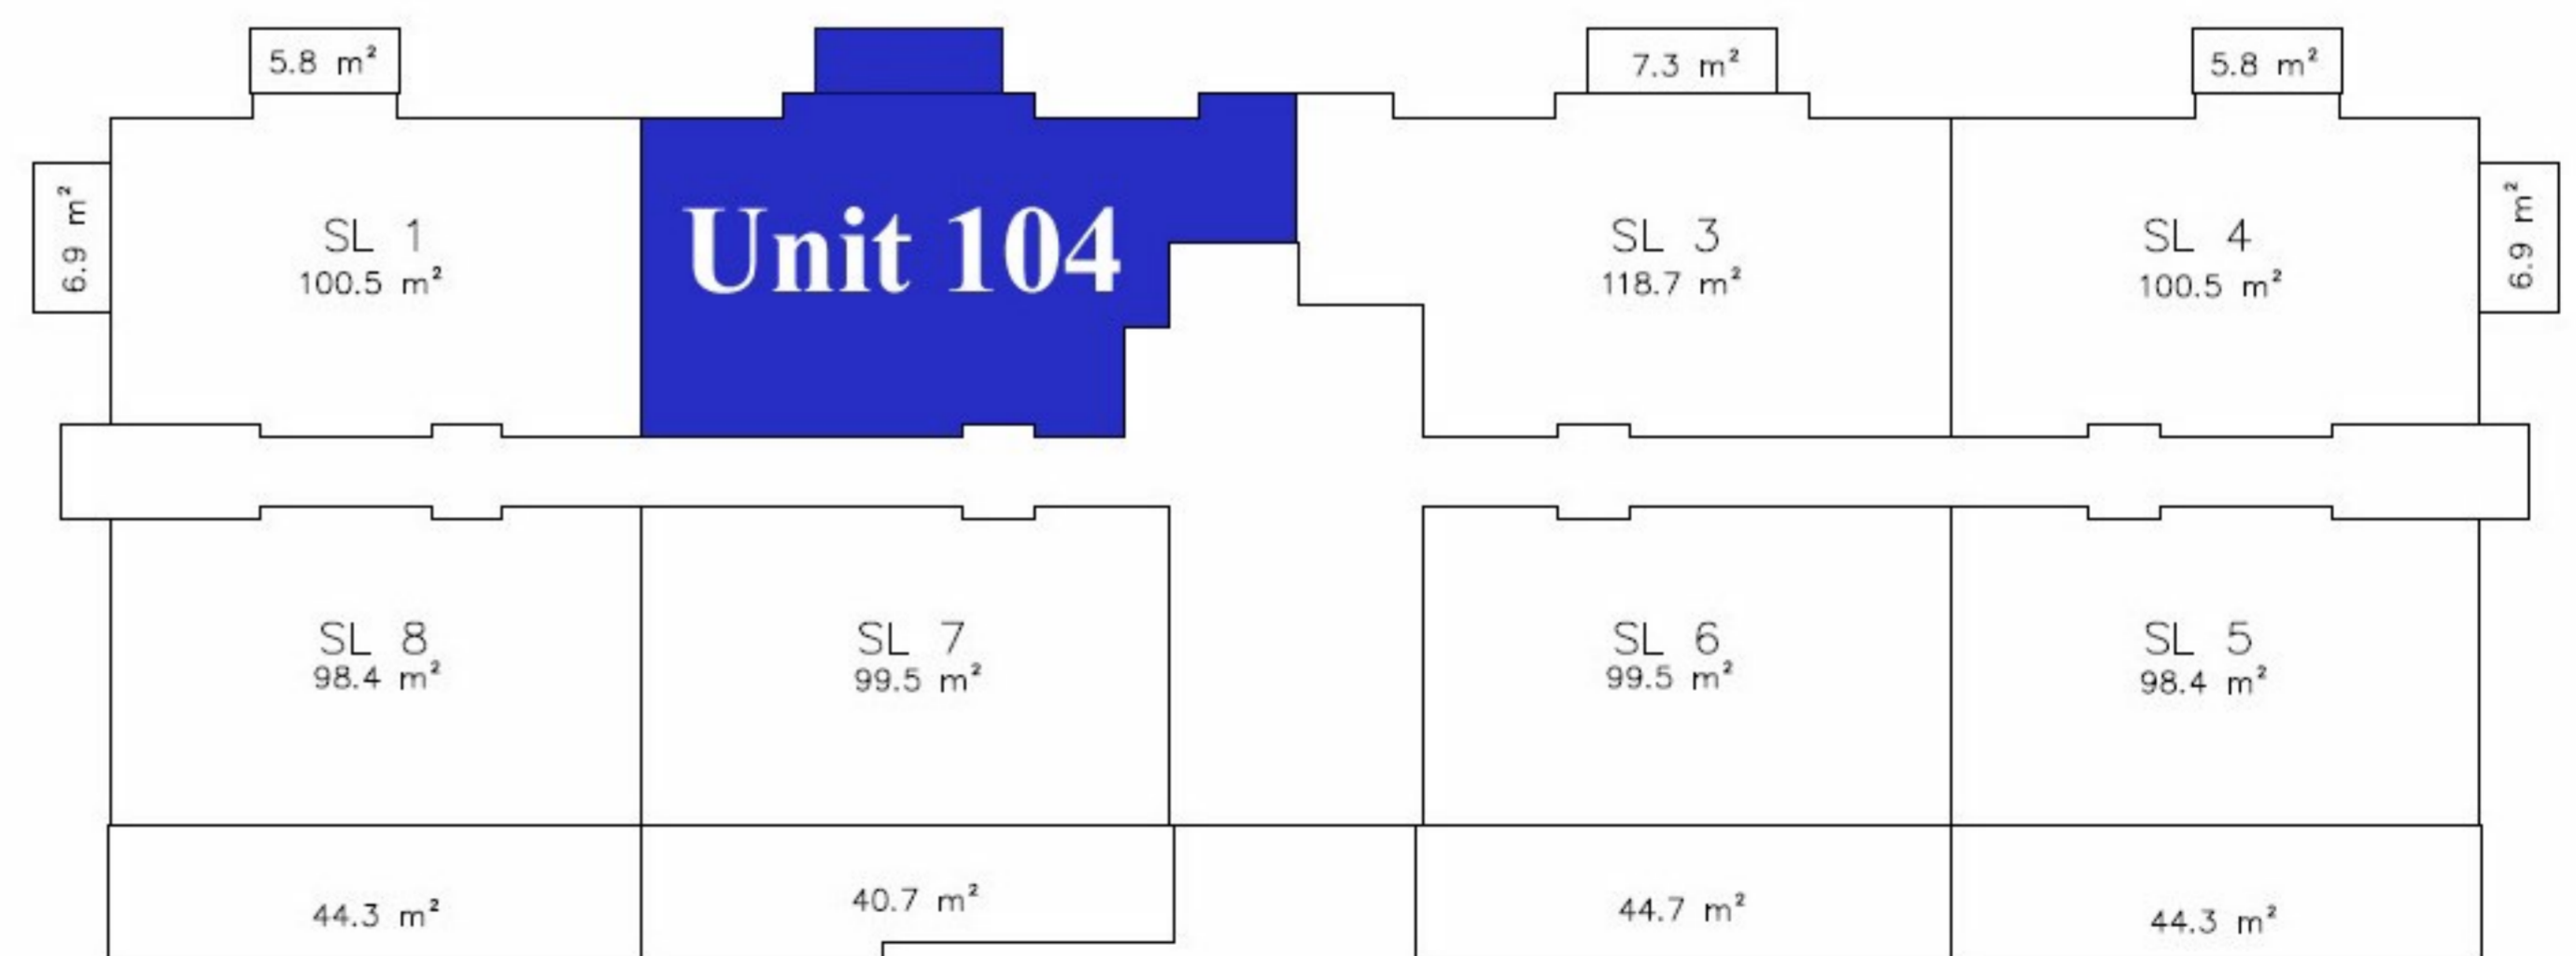 5.8 m²
7.3 m²
5.8 m²
6.9 m²
SL 1
100.5 m²
Unit 104
SL 3
118.7 m²
SL 4
100.5 m²
6.9 m²
SL 8
98.4 m²
SL 7
99.5 m²
SL 6
99.5 m²
SL 5
98.4 m²
44.3 m²
40.7 m²
44.7 m²
44.3 m²